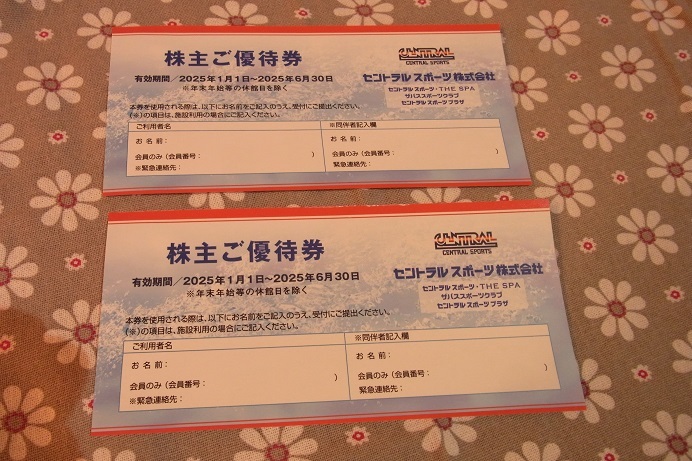 株主ご優待券
有効期間／2025年1月1日~2025年6月30日
※年末年始等の休館日を除く
CENTRAL
CENTRAL SPORTS
セントラルスポーツ株式会社
セントラルスポーツ・THE SPA
ザバススポーツクラブ
セントラルスポーツ プラザ
本券を使用される際は、以下にお名前をご記入のうえ、受付にご提出ください。
(※)の項目は、施設利用の場合にご記入ください。
ご利用者名
※同伴者記入欄
お 名 前：
お 名 前：
会員のみ（会員番号： ）
会員のみ（会員番号： ）
※緊急連絡先：
※緊急連絡先：
株主ご優待券
有効期間／2025年1月1日~2025年6月30日
※年末年始等の休館日を除く
CENTRAL
CENTRAL SPORTS
セントラルスポーツ株式会社
セントラルスポーツ・THE SPA
ザバススポーツクラブ
セントラルスポーツ プラザ
本券を使用される際は、以下にお名前をご記入のうえ、受付にご提出ください。
(※)の項目は、施設利用の場合にご記入ください。
ご利用者名
※同伴者記入欄
お 名 前：
お 名 前：
会員のみ（会員番号： ）
会員のみ（会員番号： ）
※緊急連絡先：
※緊急連絡先：